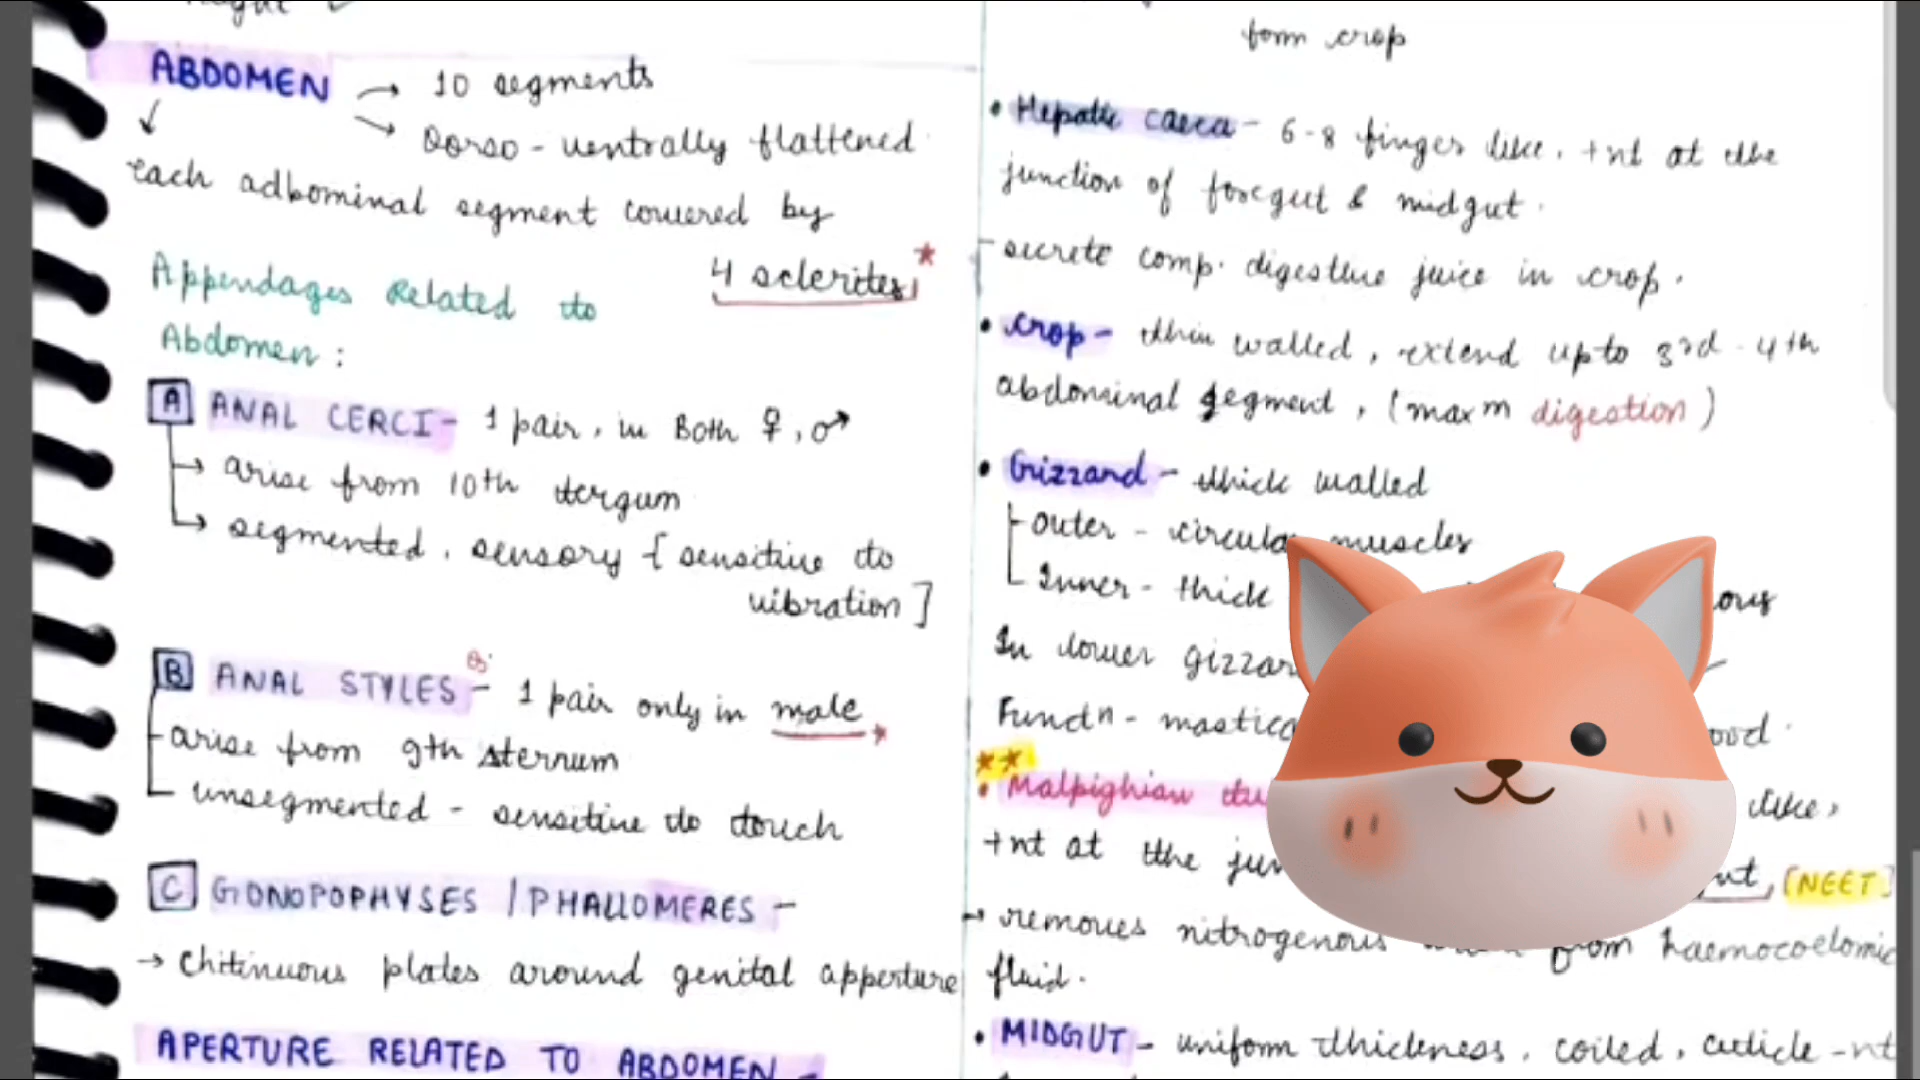 ABDOMEN → 10 segments
→ Dorso - ventrally flattened
↓
each adbominal segment covered by
4 sclerites *
Appendages Related to
Abdomen :
A ANAL CERCI - 1 pair, in Both ♀, ♂
→ arise from 10th tergum
→ segmented, sensory [ sensitive to
vibration ]
B ANAL STYLES - 1 pair only in male *
arise from 9th sternum
unsegmented - sensitive to touch
C GONOPOPHYSES / PHALLOMERES -
→ Chitinuous plates around genital apperture
APERTURE RELATED TO ABDOMEN -
form crop
• Hepatic caeca - 6-8 finger like, +nt at the
junction of foregut & midgut.
- secrete comp. digestive juice in crop.
• crop - thin walled, extend upto 3rd - 4th
abdominal segment, (maxm digestion)
• Grizzand - thick walled
outer - circular muscles
Inner - thick
In lower
Functn -
**
• Malpighian like,
+nt at the [NEET]
→ removes nitrogenous from haemocoelomic
fluid.
• MIDGUT - uniform thickness, coiled, cuticle -nt